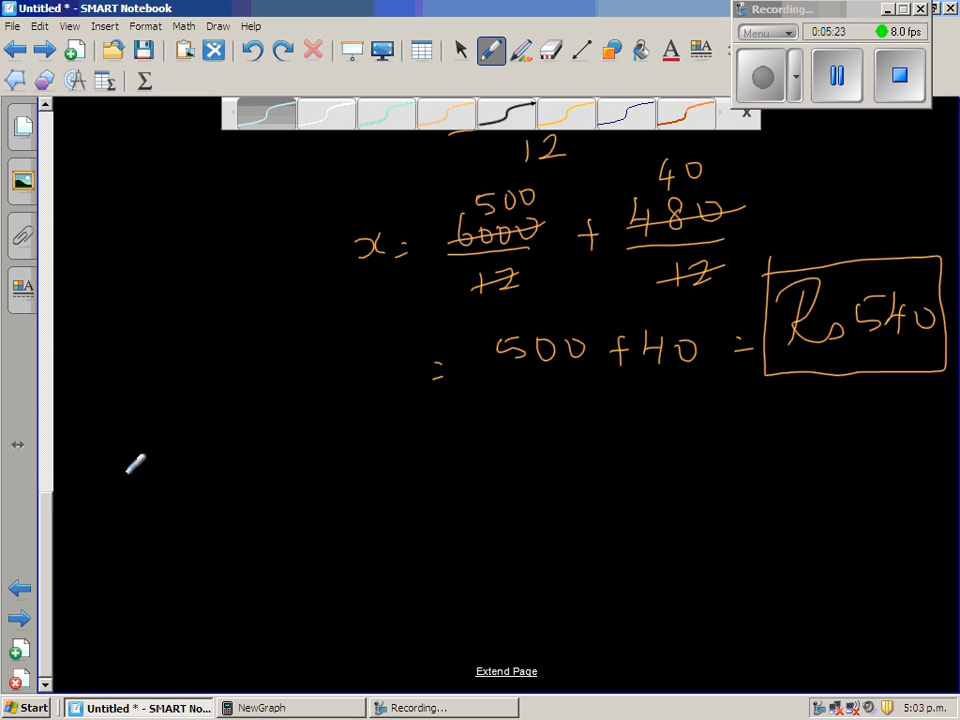 Untitled * - SMART Notebook
Recording...
File Edit View Insert Format Math Draw Help
Menu 0:05:23 8.0 fps
A
A
Σ
x
12
500 40
x = 6000 + 480
12 12
= 500 + 40 = Rs 540
Extend Page
Start Untitled * - SMART No... NewGraph Recording... 5:03 p.m.